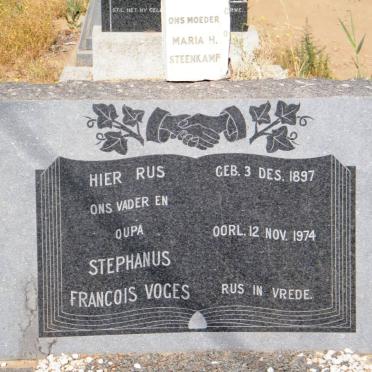 ONS MOEDER
MARIA H.
STEENKAMP
HIER RUS
ONS VADER EN
OUPA
STEPHANUS
FRANCOIS VOGES
GEB. 3 DES. 1897
OORL. 12 NOV. 1974
RUS IN VREDE.